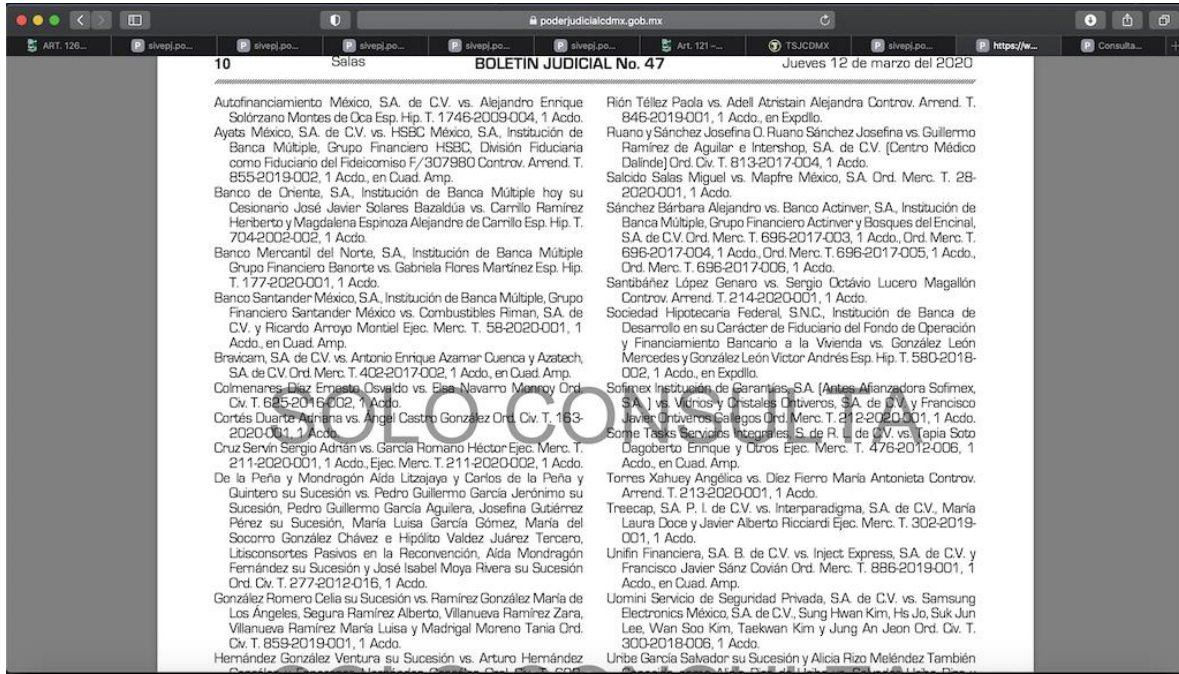 poderjudicialcdmx.gob.mx
ART. 126...
sivepj.po...
sivepj.po...
sivepj.po...
sivepj.po...
sivepj.po...
Art. 121 –...
TSJCDMX
sivepj.po...
https://w...
Consulta...
10 Salas BOLETIN JUDICIAL No. 47 Jueves 12 de marzo del 2020
Autofinanciamiento México, S.A. de C.V. vs. Alejandro Enrique
Solórzano Montes de Oca Esp. Hip. T. 1746-2009-004, 1 Acdo.
Ayats México, S.A. de C.V. vs. HSBC México, S.A., Institución de
Banca Múltiple, Grupo Financiero HSBC, División Fiduciaria
como Fiduciario del Fideicomiso F/307980 Controv. Arrend. T.
855-2019-002, 1 Acdo., en Cuad. Amp.
Banco de Oriente, S.A., Institución de Banca Múltiple hoy su
Cesionario José Javier Solares Bazaldúa vs. Carrillo Ramírez
Heriberto y Magdalena Espinoza Alejandre de Carrillo Esp. Hip. T.
704-2002-002, 1 Acdo.
Banco Mercantil del Norte, S.A., Institución de Banca Múltiple
Grupo Financiero Banorte vs. Gabriela Flores Martínez Esp. Hip.
T. 177-2020-001, 1 Acdo.
Banco Santander México, S.A., Institución de Banca Múltiple, Grupo
Financiero Santander México vs. Combustibles Riman, S.A. de
C.V. y Ricardo Arroyo Montiel Ejec. Merc. T. 58-2020-001, 1
Acdo., en Cuad. Amp.
Bravicam, S.A. de C.V. vs. Antonio Enrique Azamar Cuenca y Azatech,
S.A. de C.V. Ord. Merc. T. 402-2017-002, 1 Acdo., en Cuad. Amp.
Colmenares Díaz Ernesto Osvaldo vs. Elsa Navarro Monroy Ord.
Civ. T. 625-2016-002, 1 Acdo.
Cortés Duarte Adriana vs. Angel Castro González Ord. Civ. T. 163-
2020-001, 1 Acdo.
Cruz Servín Sergio Adrián vs. García Romano Héctor Ejec. Merc. T.
211-2020-001, 1 Acdo., Ejec. Merc. T. 211-2020-002, 1 Acdo.
De la Peña y Mondragón Aída Litzajaya y Carlos de la Peña y
Quintero su Sucesión vs. Pedro Guillermo García Jerónimo su
Sucesión, Pedro Guillermo García Aguilera, Josefina Gutiérrez
Pérez su Sucesión, María Luisa García Gómez, María del
Socorro González Chávez e Hipólito Valdez Juárez Tercero,
Litisconsortes Pasivos en la Reconvención, Aída Mondragón
Fernández su Sucesión y José Isabel Moya Rivera su Sucesión
Ord. Civ. T. 277-2012-016, 1 Acdo.
González Romero Celia su Sucesión vs. Ramírez González María de
Los Ángeles, Segura Ramírez Alberto, Villanueva Ramírez Zara,
Villanueva Ramírez María Luisa y Madrigal Moreno Tania Ord.
Civ. T. 859-2019-001, 1 Acdo.
Hernández González Ventura su Sucesión vs. Arturo Hernández
Rión Téllez Paola vs. Adell Atristain Alejandra Controv. Arrend. T.
846-2019-001, 1 Acdo., en Expdllo.
Ruano y Sánchez Josefina O. Ruano Sánchez Josefina vs. Guillermo
Ramírez de Aguilar e Intershop, S.A. de C.V. (Centro Médico
Dalinde) Ord. Civ. T. 813-2017-004, 1 Acdo.
Salcido Salas Miguel vs. Mapfre México, S.A. Ord. Merc. T. 28-
2020-001, 1 Acdo.
Sánchez Bárbara Alejandro vs. Banco Actinver, S.A., Institución de
Banca Múltiple, Grupo Financiero Actinver y Bosques del Encinal,
S.A. de C.V. Ord. Merc. T. 696-2017-003, 1 Acdo., Ord. Merc. T.
696-2017-004, 1 Acdo., Ord. Merc. T. 696-2017-005, 1 Acdo.,
Ord. Merc. T. 696-2017-006, 1 Acdo.
Santibáñez López Genaro vs. Sergio Octávio Lucero Magallón
Controv. Arrend. T. 214-2020-001, 1 Acdo.
Sociedad Hipotecaria Federal, S.N.C., Institución de Banca de
Desarrollo en su Carácter de Fiduciario del Fondo de Operación
y Financiamiento Bancario a la Vivienda vs. González León
Mercedes y González León Victor Andrés Esp. Hip. T. 580-2018-
002, 1 Acdo., en Expdllo.
Sofimex Institución de Garantías, S.A. (Antes Afianzadora Sofimex,
S.A. ) vs. Vidrios y Cristales Ontiveros, S.A. de C.V. y Francisco
Javier Ontiveros Gallegos Ord. Merc. T. 212-2020-001, 1 Acdo.
Some Tasks Servicios Integrales, S. de R. L. de C.V. vs. Tapia Soto
Dagoberto Enrique y Otros Ejec. Merc. T. 476-2012-006, 1
Acdo., en Cuad. Amp.
Torres Xahuey Angélica vs. Díez Fierro María Antonieta Controv.
Arrend. T. 213-2020-001, 1 Acdo.
Treecap, S.A. P. I. de C.V. vs. Interparadigma, S.A. de C.V., María
Laura Doce y Javier Alberto Ricciardi Ejec. Merc. T. 302-2019-
001, 1 Acdo.
Unifin Financiera, S.A. B. de C.V. vs. Inject Express, S.A. de C.V. y
Francisco Javier Sánz Covián Ord. Merc. T. 886-2019-001, 1
Acdo., en Cuad. Amp.
Uomini Servicio de Seguridad Privada, S.A. de C.V. vs. Samsung
Electronics México, S.A. de C.V., Sung Hwan Kim, Hs Jo, Suk Jun
Lee, Wan Soo Kim, Taekwan Kim y Jung An Jeon Ord. Civ. T.
300-2018-006, 1 Acdo.
Uribe García Salvador su Sucesión y Alicia Rizo Meléndez También
SOLO CONSULTA